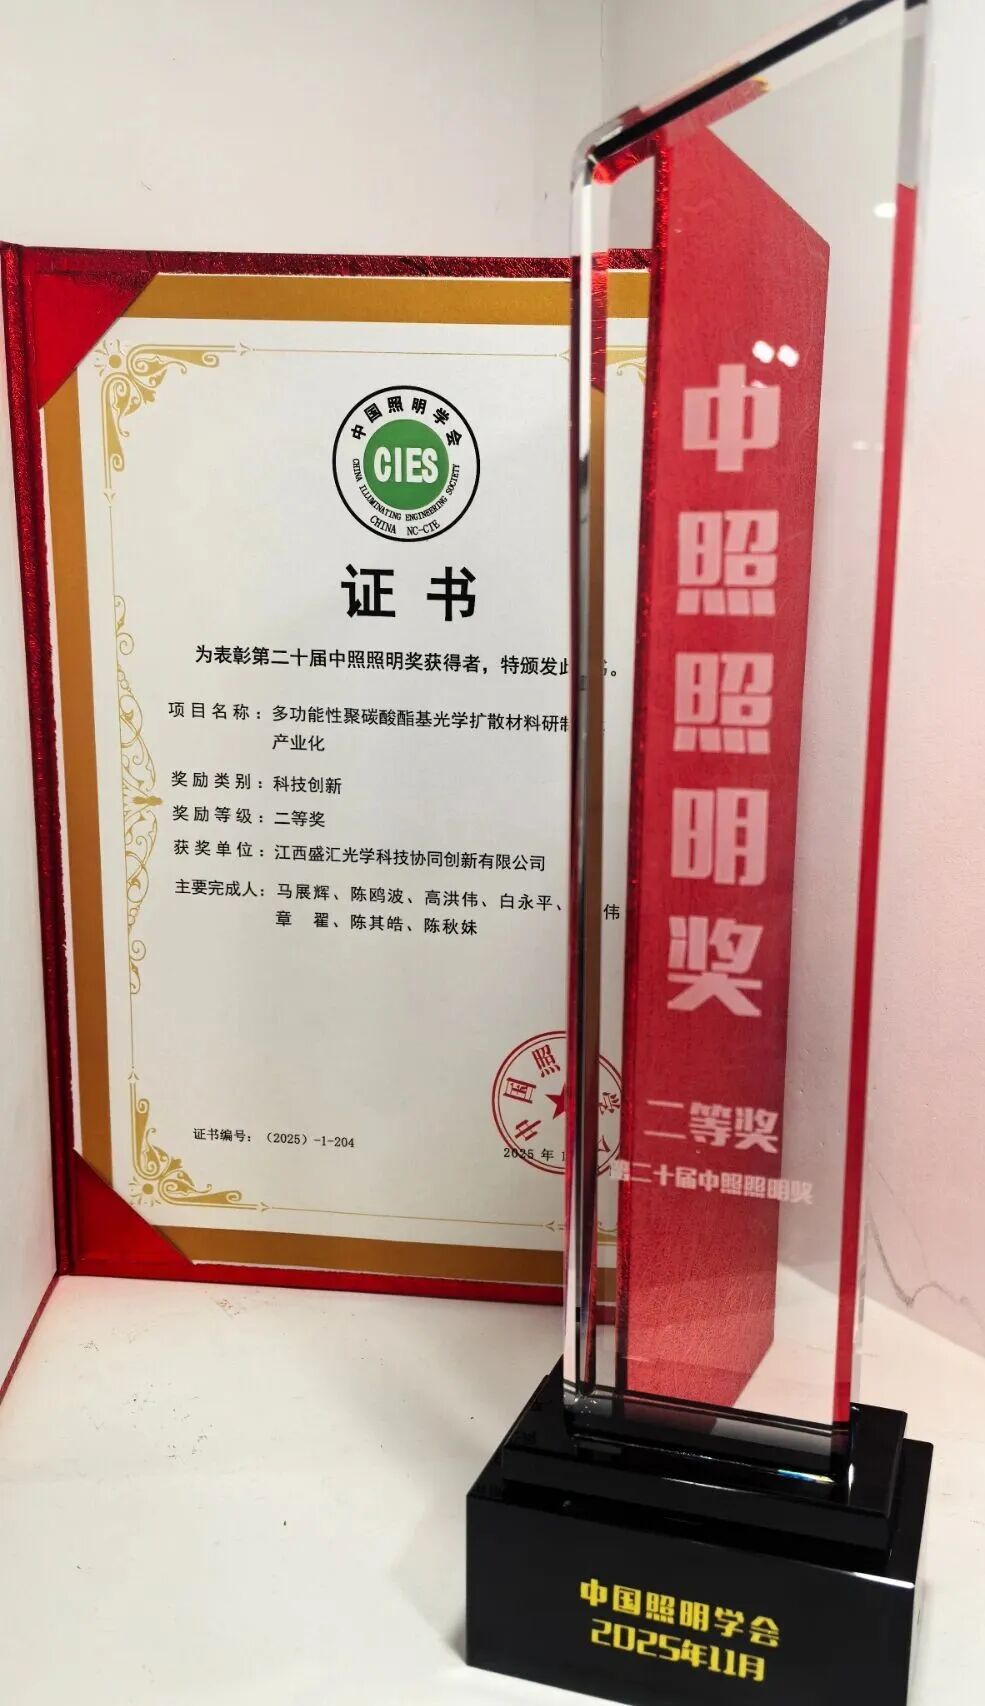 中国照明学会
CIES
CHINA ILLUMINATING ENGINEERING SOCIETY
CHINA NC-CIE
证书
为表彰第二十届中照照明奖获得者，特颁发此 书。
项目名称：多功能性聚碳酸酯基光学扩散材料研制
产业化
奖励类别：科技创新
奖励等级：二等奖
获奖单位：江西盛汇光学科技协同创新有限公司
主要完成人：马展辉、陈鸥波、高洪伟、白永平、 伟
章 翟、陈其皓、陈秋妹
证书编号：（2025）-1-204
中国照 学会
2025 年 1
中照照明奖
二等奖
第二十届中照照明奖
中国照明学会
2025年11月